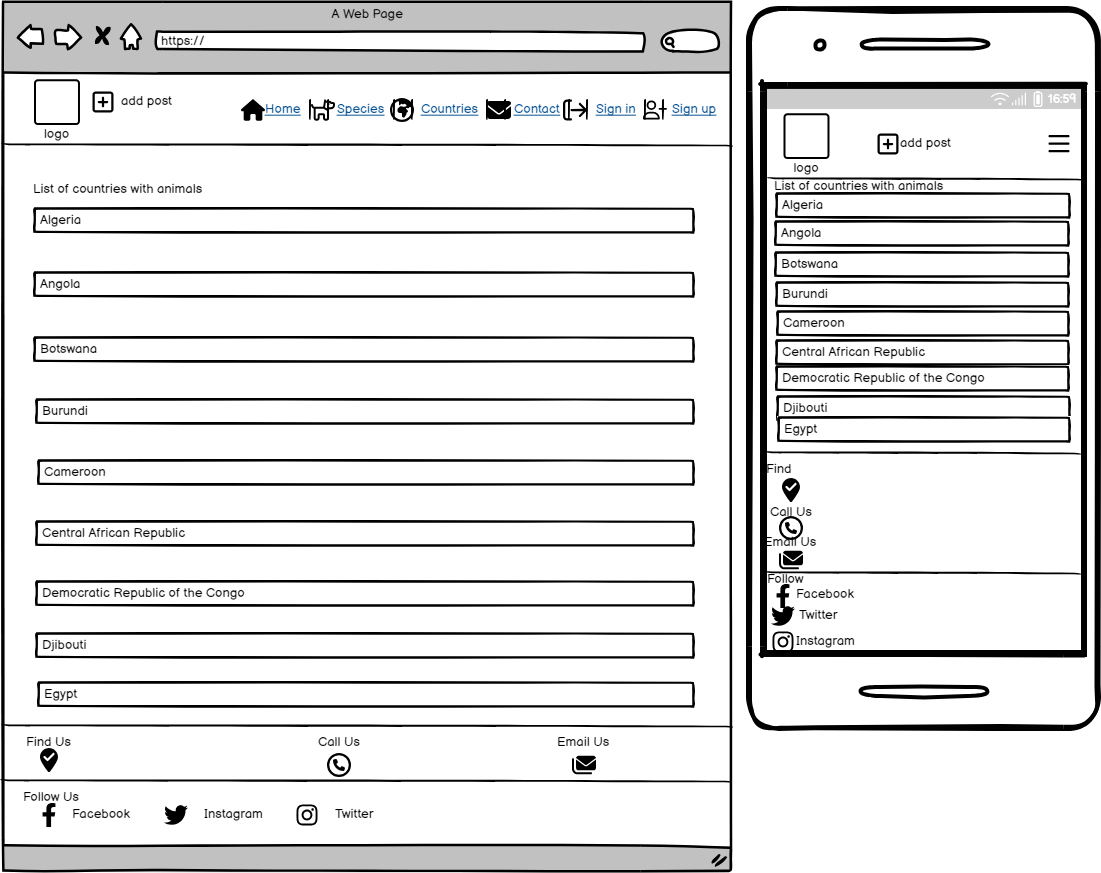 A Web Page
https://
logo
add post
Home Species Countries Contact Sign in Sign up
List of countries with animals
Algeria
Angola
Botswana
Burundi
Cameroon
Central African Republic
Democratic Republic of the Congo
Djibouti
Egypt
Find Us Call Us Email Us
Follow Us
Facebook Instagram Twitter
16:59
logo
add post
List of countries with animals
Algeria
Angola
Botswana
Burundi
Cameroon
Central African Republic
Democratic Republic of the Congo
Djibouti
Egypt
Find
Call Us
Email Us
Follow
Facebook
Twitter
Instagram